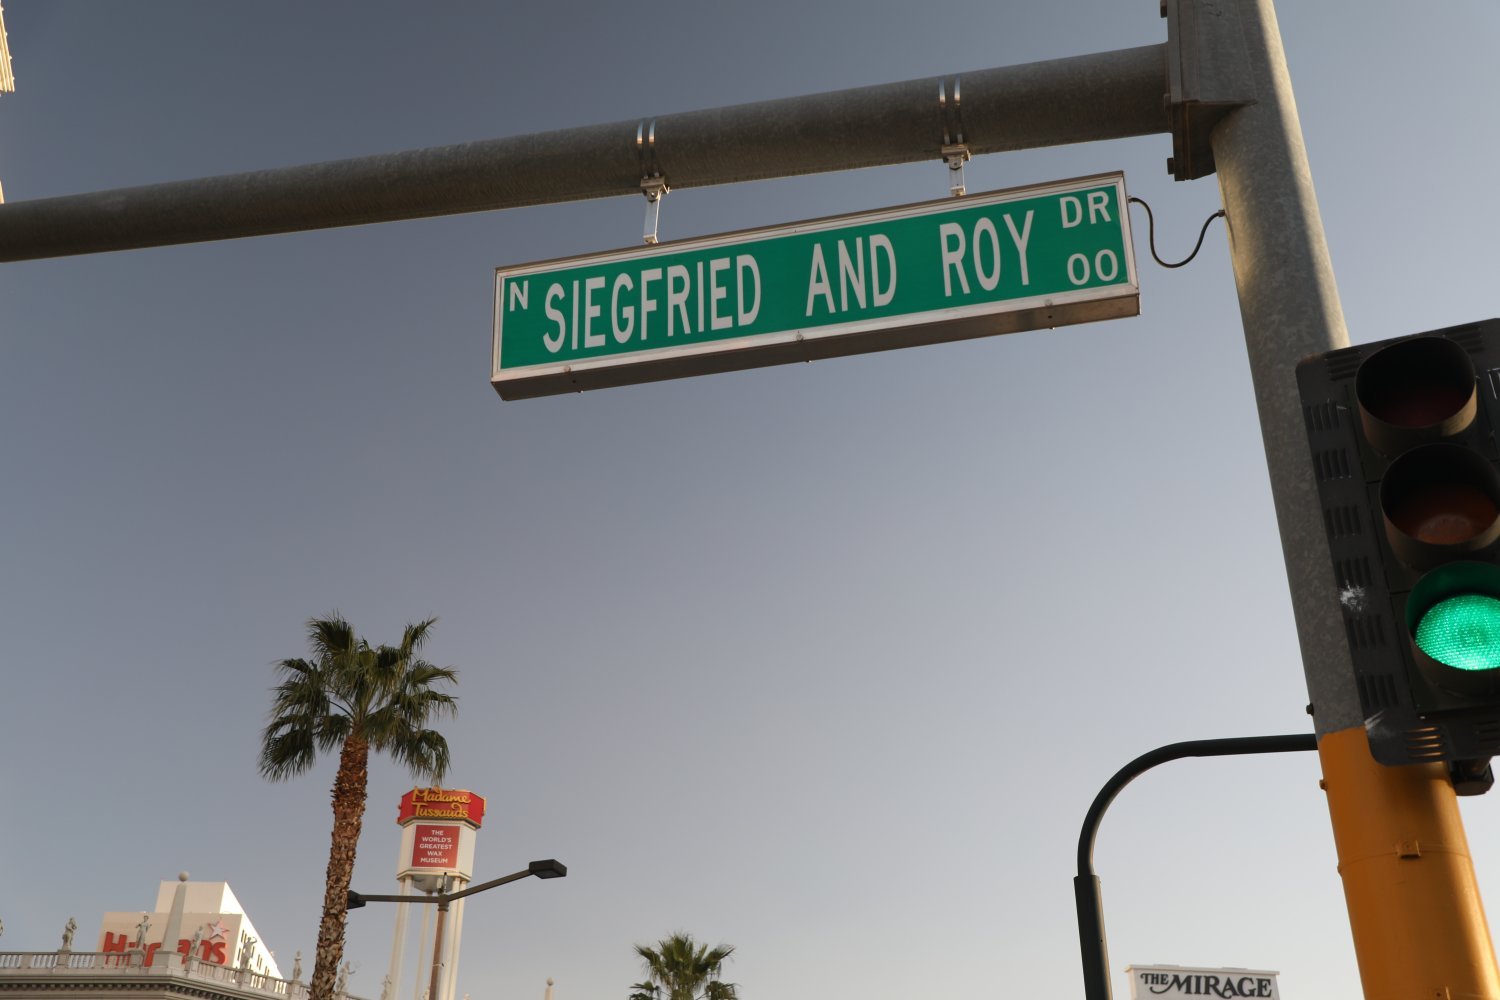 N SIEGFRIED AND ROY DR
00
Madame
Tussauds
THE
WORLD'S
GREATEST
WAX
MUSEUM
THE MIRAGE